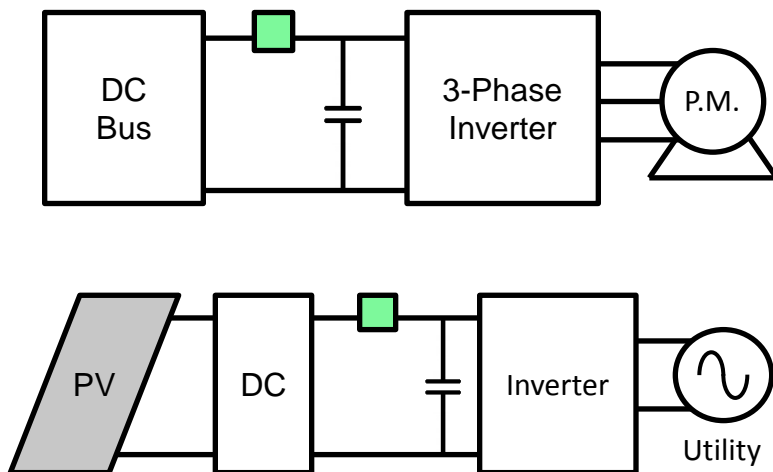 DC
Bus
3-Phase
Inverter
P.M.
PV
DC
Inverter
Utility